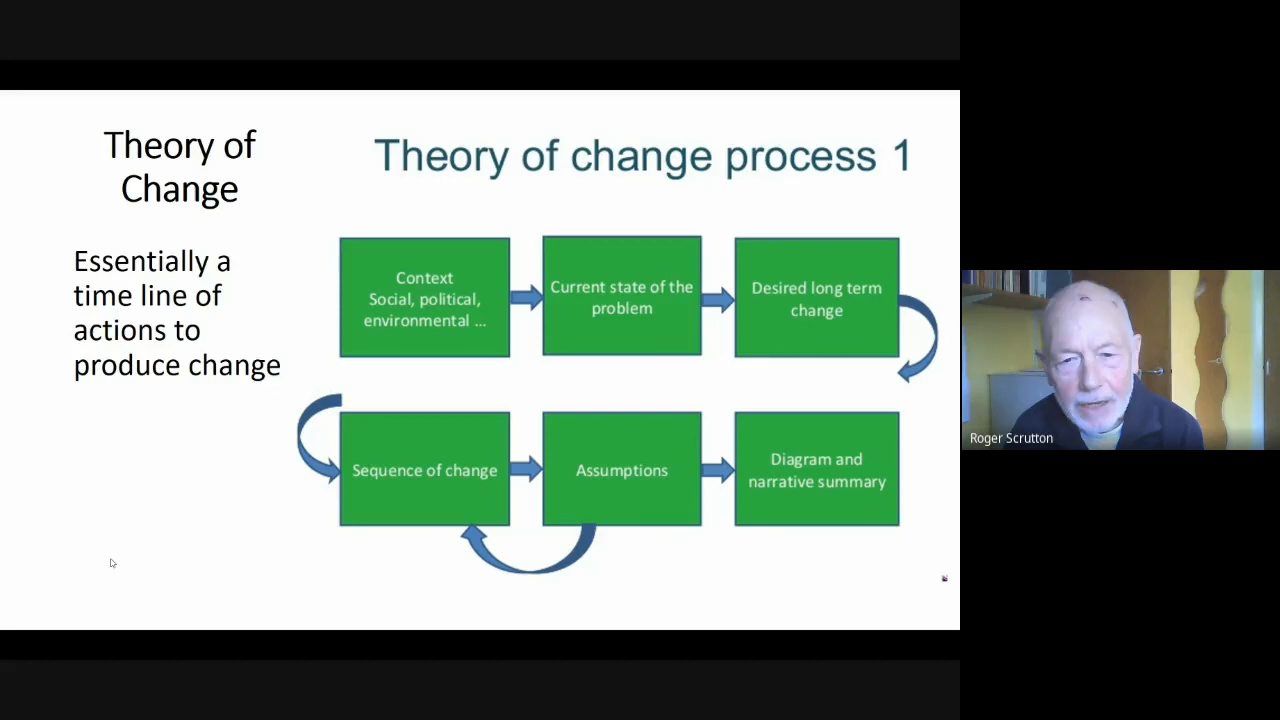 Theory of
Change
Essentially a
time line of
actions to
produce change
Theory of change process 1
Context
Social, political,
environmental ...
Current state of the
problem
Desired long term
change
Sequence of change
Assumptions
Diagram and
narrative summary
Roger Scrutton